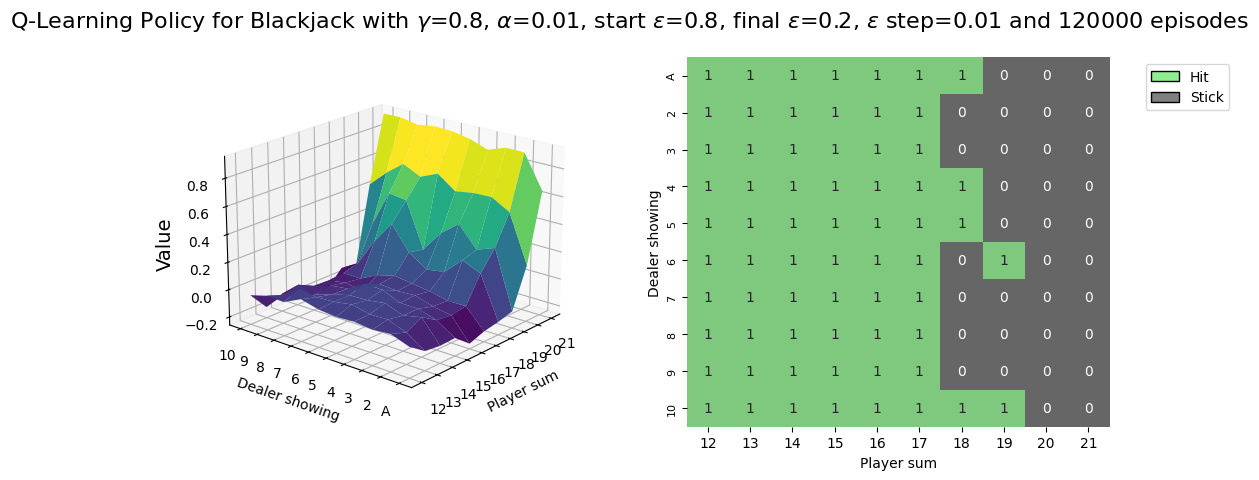 Q-Learning Policy for Blackjack with γ=0.8, α=0.01, start ε=0.8, final ε=0.2, ε step=0.01 and 120000 episodes
Value
0.8
0.6
0.4
0.2
0.0
−0.2
10 9 8 7 6 5 4 3 2 A
Dealer showing
12 13 14 15 16 17 18 19 20 21
Player sum
Dealer showing
A 1 1 1 1 1 1 1 0 0 0
2 1 1 1 1 1 1 0 0 0 0
3 1 1 1 1 1 1 0 0 0 0
4 1 1 1 1 1 1 1 0 0 0
5 1 1 1 1 1 1 1 0 0 0
6 1 1 1 1 1 1 0 1 0 0
7 1 1 1 1 1 1 0 0 0 0
8 1 1 1 1 1 1 0 0 0 0
9 1 1 1 1 1 1 0 0 0 0
10 1 1 1 1 1 1 1 1 0 0
12 13 14 15 16 17 18 19 20 21
Player sum
Hit
Stick